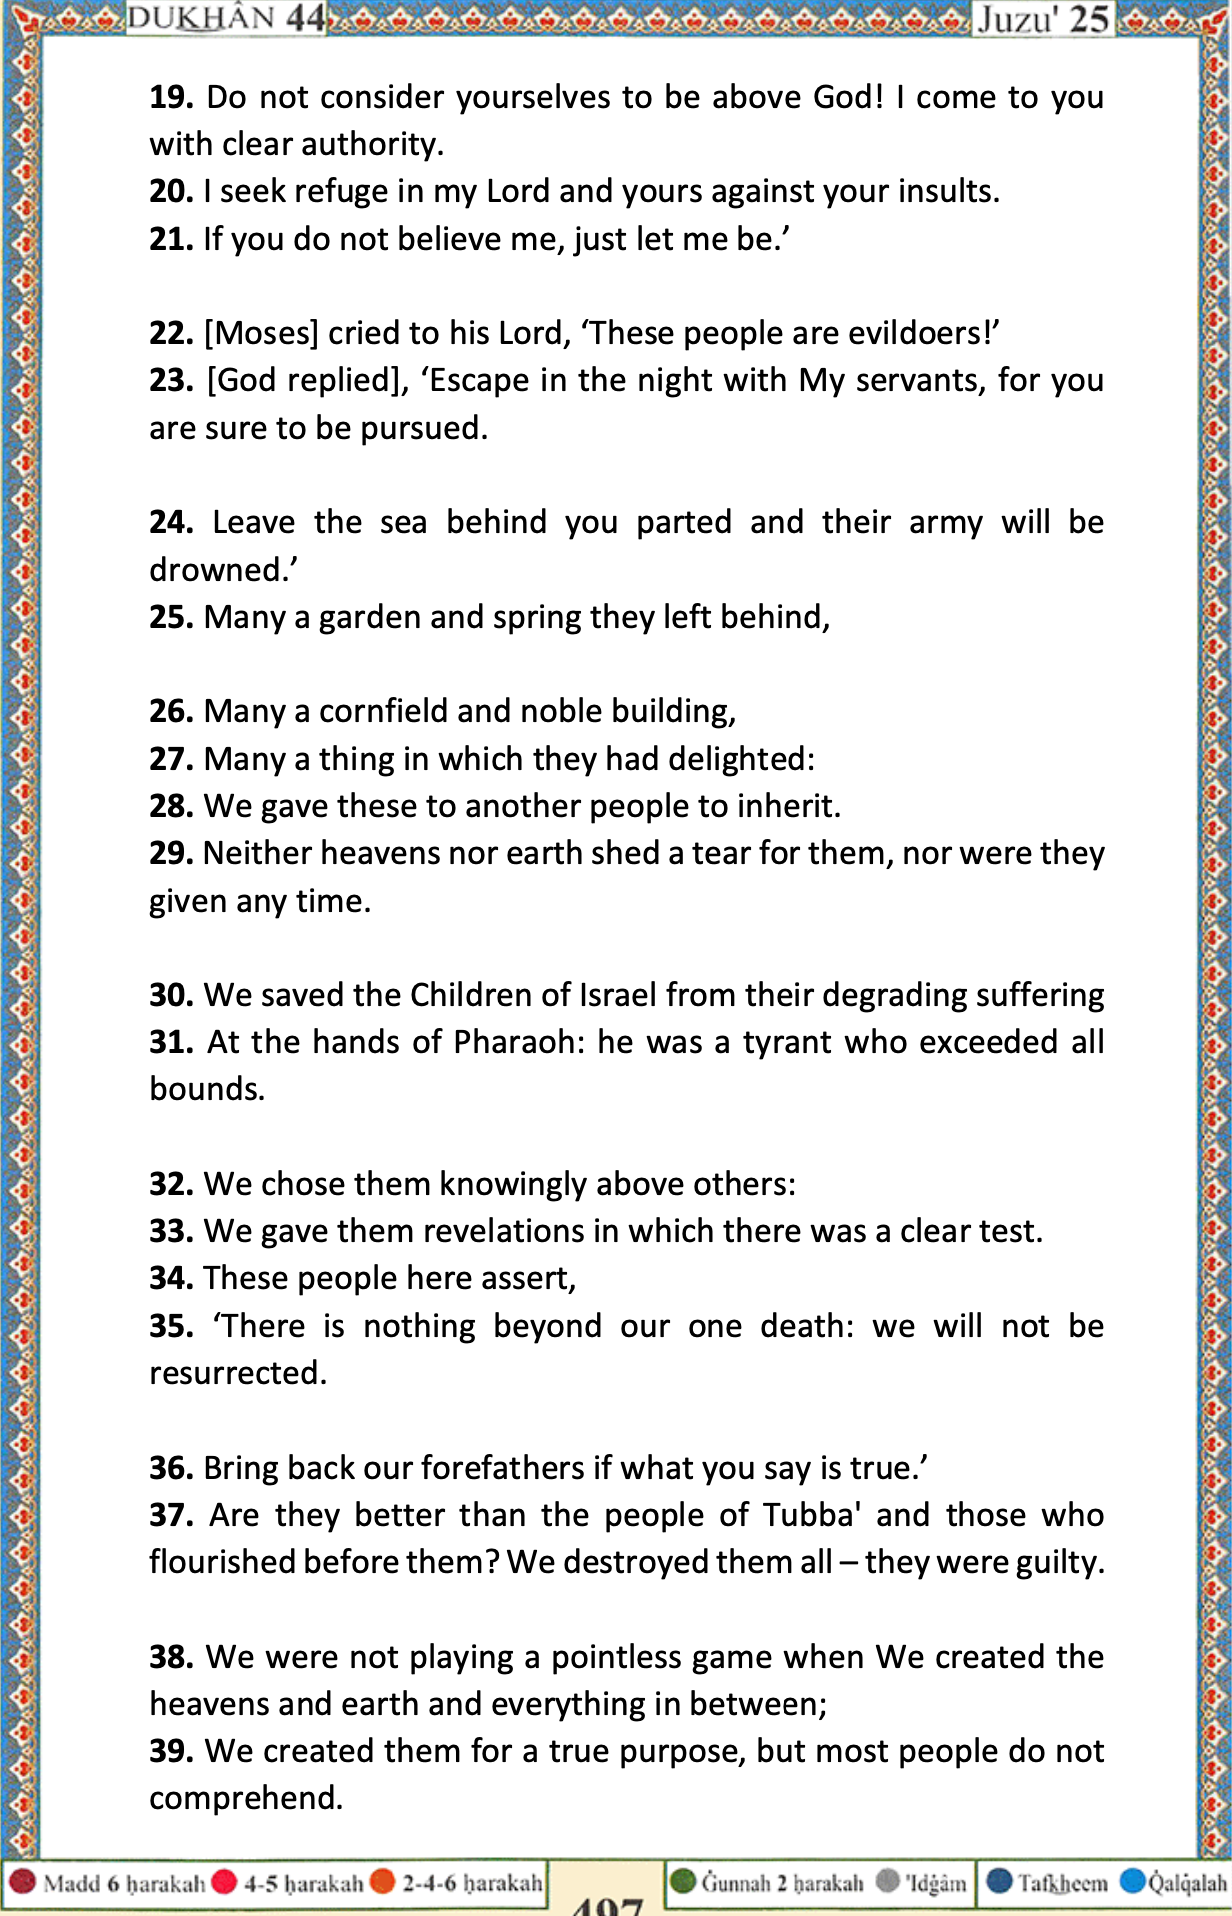 DUKHÂN 44
Juzu' 25
19. Do not consider yourselves to be above God! I come to you
with clear authority.
20. I seek refuge in my Lord and yours against your insults.
21. If you do not believe me, just let me be.’
22. [Moses] cried to his Lord, ‘These people are evildoers!’
23. [God replied], ‘Escape in the night with My servants, for you
are sure to be pursued.
24. Leave the sea behind you parted and their army will be
drowned.’
25. Many a garden and spring they left behind,
26. Many a cornfield and noble building,
27. Many a thing in which they had delighted:
28. We gave these to another people to inherit.
29. Neither heavens nor earth shed a tear for them, nor were they
given any time.
30. We saved the Children of Israel from their degrading suffering
31. At the hands of Pharaoh: he was a tyrant who exceeded all
bounds.
32. We chose them knowingly above others:
33. We gave them revelations in which there was a clear test.
34. These people here assert,
35. ‘There is nothing beyond our one death: we will not be
resurrected.
36. Bring back our forefathers if what you say is true.’
37. Are they better than the people of Tubba' and those who
flourished before them? We destroyed them all – they were guilty.
38. We were not playing a pointless game when We created the
heavens and earth and everything in between;
39. We created them for a true purpose, but most people do not
comprehend.
Madd 6 ḥarakah 4-5 ḥarakah 2-4-6 ḥarakah
497
Ġunnah 2 ḥarakah 'Idġâm Tafkheem Q̇alq̇alah